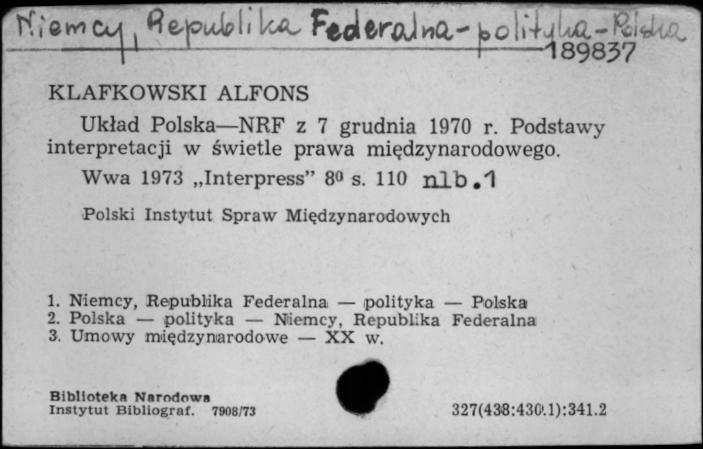 Niemcy, Republika Federalna - polityka - Polska
189837
KLAFKOWSKI ALFONS
Układ Polska—NRF z 7 grudnia 1970 r. Podstawy
interpretacji w świetle prawa międzynarodowego.
Wwa 1973 „Interpress” 8⁰ s. 110 nlb.1
Polski Instytut Spraw Międzynarodowych
1. Niemcy, Republika Federalna — polityka — Polska
2. Polska — polityka — Niemcy, Republika Federalna
3. Umowy międzynarodowe — XX w.
Biblioteka Narodowa
Instytut Bibliograf. 7908/73
327(438:430.1):341.2